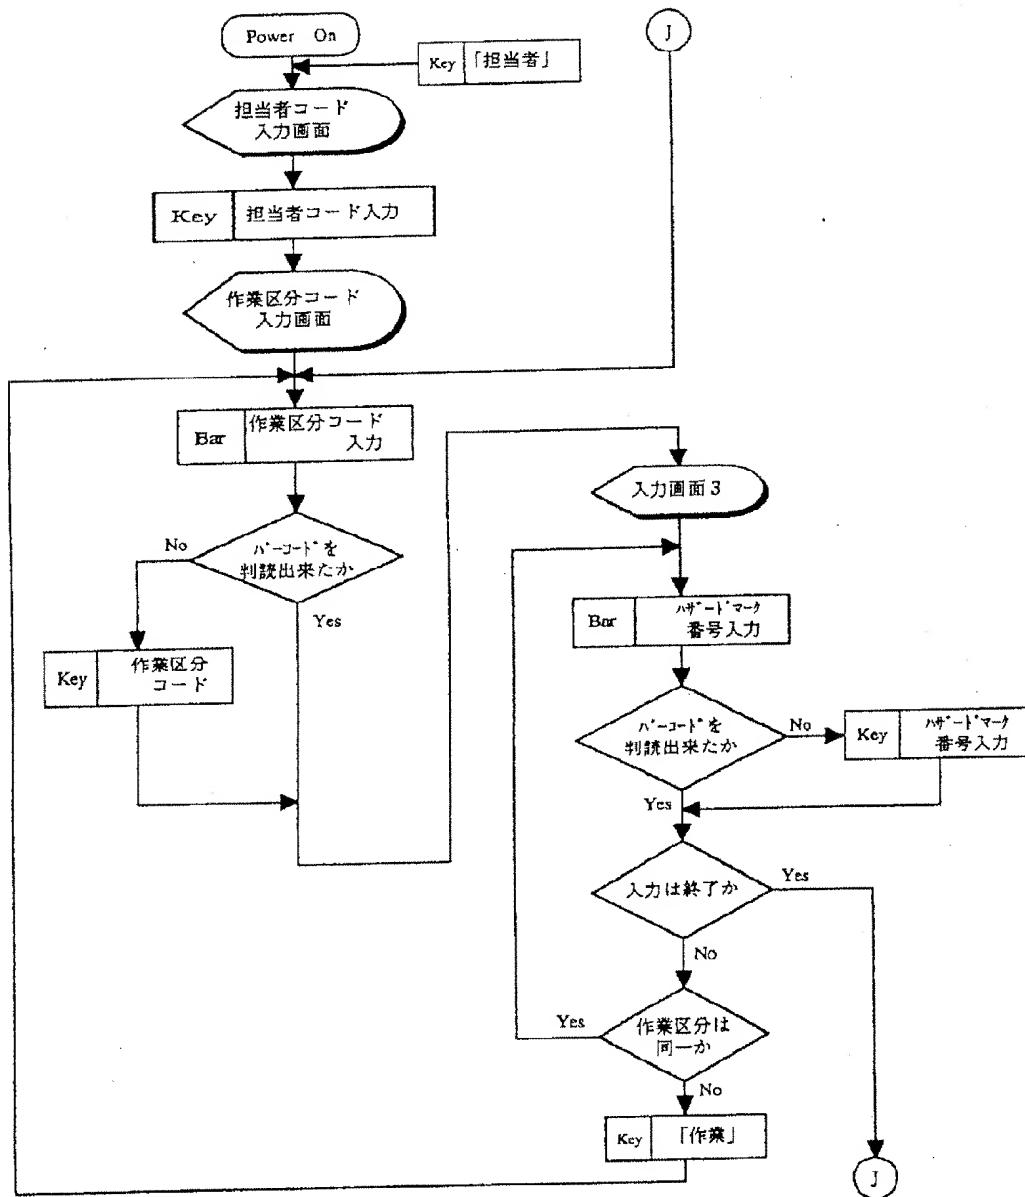 Power On
J
Key 「担当者」
担当者コード
入力画面
Key 担当者コード入力
作業区分コード
入力画面
Bar 作業区分コード
入力
No
バーコードを
判読出来たか
Yes
Key 作業区分
コード
入力画面3
Bar ハザードマーク
番号入力
バーコードを
判読出来たか
No
Key ハザードマーク
番号入力
Yes
入力は終了か
Yes
No
作業区分は
同一か
Yes
No
Key 「作業」
J